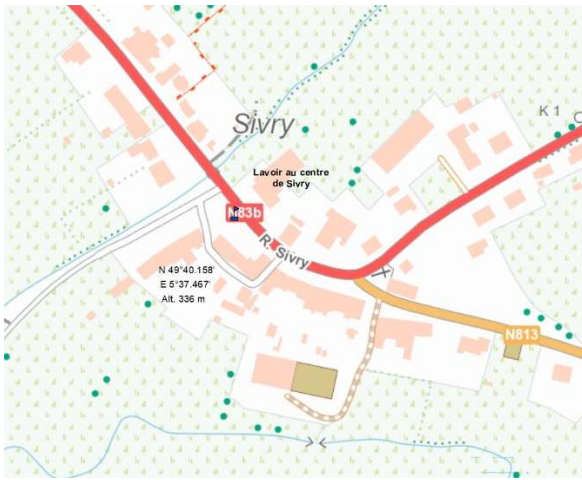 Sivry
K 1
Lavoir au centre
de Sivry
N83b
R. Sivry
N 49°40.158'
E 5°37.467'
Alt. 336 m
N813